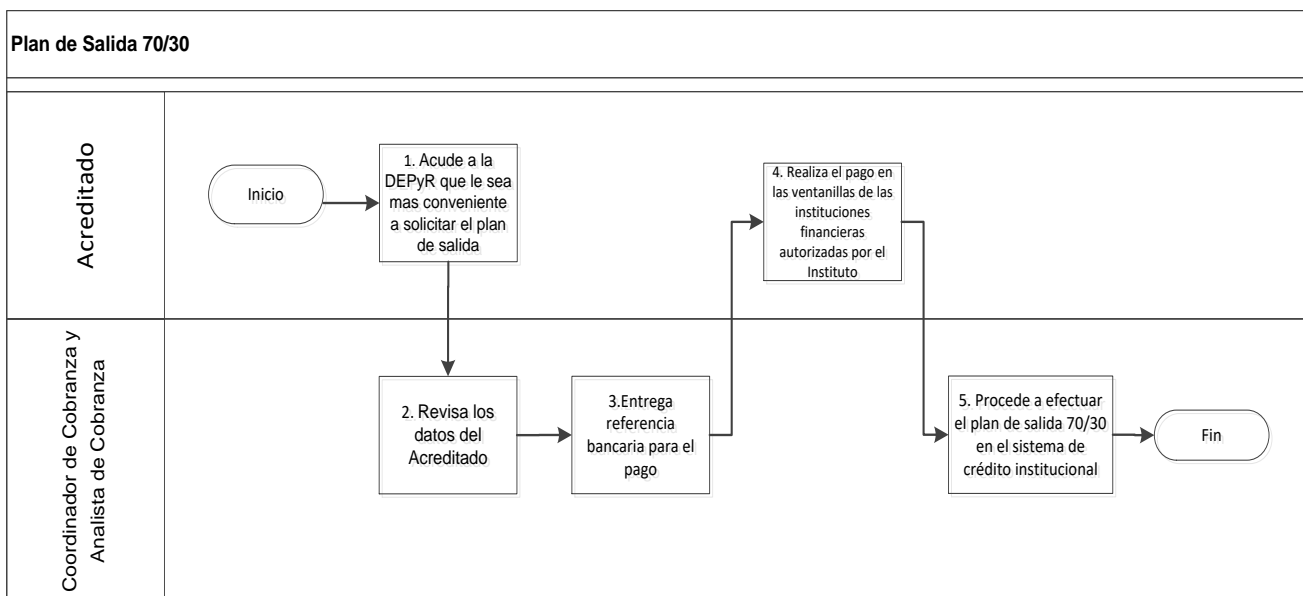 Plan de Salida 70/30
Acreditado
Inicio
1. Acude a la
DEPyR que le sea
mas conveniente
a solicitar el plan
de salida
4. Realiza el pago en
las ventanillas de las
instituciones
financieras
autorizadas por el
Instituto
Coordinador de Cobranza y
Analista de Cobranza
2. Revisa los
datos del
Acreditado
3.Entrega
referencia
bancaria para el
pago
5. Procede a efectuar
el plan de salida 70/30
en el sistema de
crédito institucional
Fin